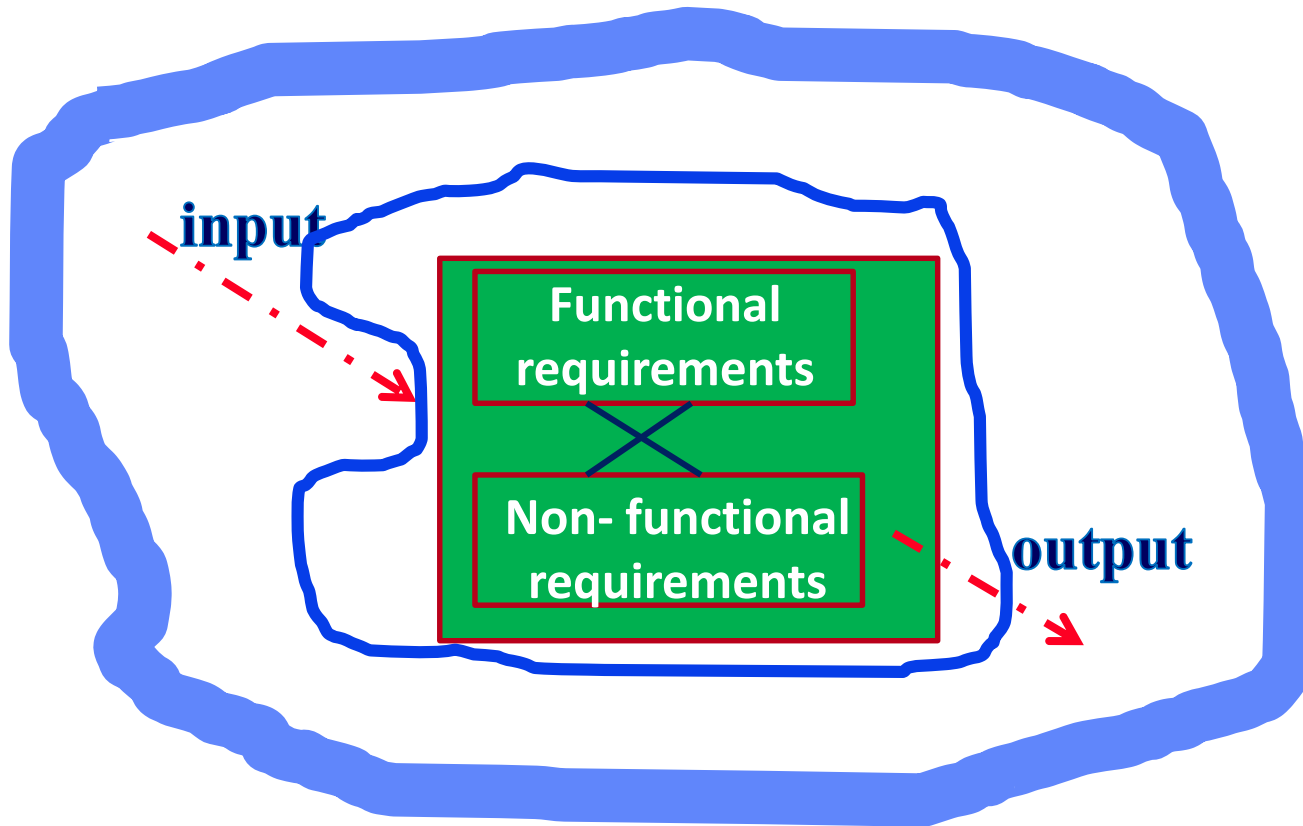 input
Functional
requirements
Non- functional
requirements
output